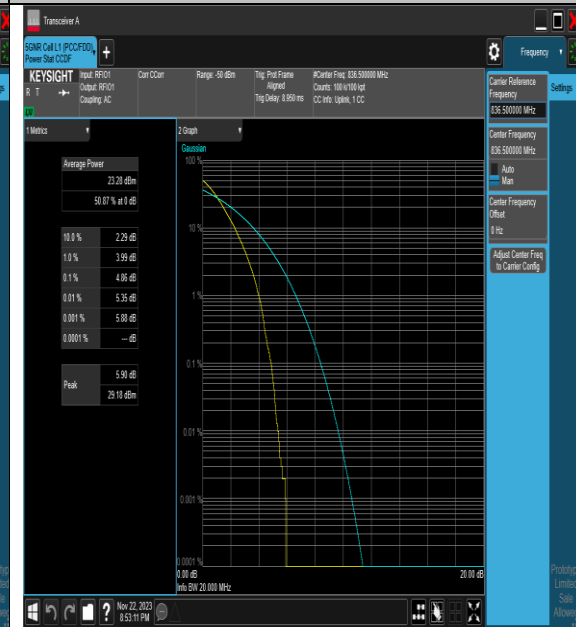 Transceiver A
5GNR Cell L1 (PCC/FDD)
Power Stat CCDF
+
Frequency
KEYSIGHT
R T
Input: RFIO1
Output: RFIO1
Coupling: AC
Corr CCorr
Range: -50 dBm
Trig: Prot Frame
Aligned
Trig Delay: 8.950 ms
#Center Freq: 836.500000 MHz
Counts: 100 k/100 kpt
CC Info: Uplink, 1 CC
Carrier Reference
Frequency
836.500000 MHz
Settings
Center Frequency
836.500000 MHz
Auto
Man
Center Frequency
Offset
0 Hz
Adjust Center Freq
to Carrier Config
1 Metrics
Average Power
23.28 dBm
50.87 % at 0 dB
10.0 % 2.29 dB
1.0 % 3.99 dB
0.1 % 4.86 dB
0.01 % 5.35 dB
0.001 % 5.88 dB
0.0001 % --- dB
Peak
5.90 dB
29.18 dBm
2 Graph
Gaussian
100 %
10 %
1 %
0.1 %
0.01 %
0.001 %
0.0001 %
0.00 dB
20.00 dB
Info BW 20.000 MHz
Nov 22, 2023
8:53:11 PM